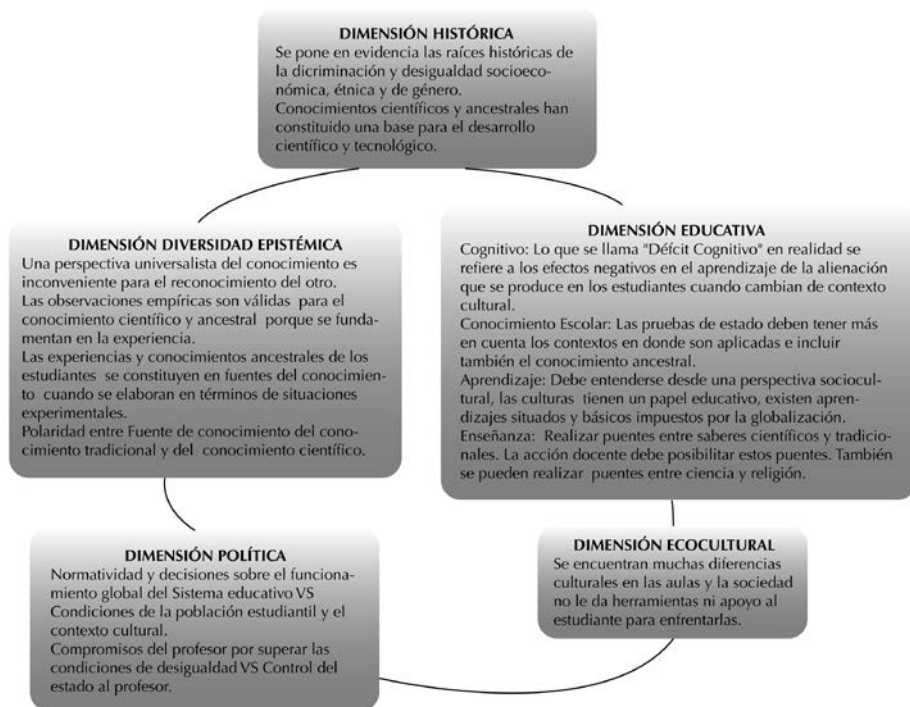 DIMENSIÓN HISTÓRICA
Se pone en evidencia las raíces históricas de
la dicriminación y desigualdad socioeco-
nómica, étnica y de género.
Conocimientos científicos y ancestrales han
constituido una base para el desarrollo
científico y tecnológico.
DIMENSIÓN DIVERSIDAD EPISTÉMICA
Una perspectiva universalista del conocimiento es
inconveniente para el reconocimiento del otro.
Las observaciones empíricas son válidas para el
conocimiento científico y ancestral porque se funda-
mentan en la experiencia.
Las experiencias y conocimientos ancestrales de los
estudiantes se constituyen en fuentes del conocimien-
to cuando se elaboran en términos de situaciones
experimentales.
Polaridad entre Fuente de conocimiento del cono-
cimiento tradicional y del conocimiento científico.
DIMENSIÓN EDUCATIVA
Cognitivo: Lo que se llama "Défcit Cognitivo" en realidad se
refiere a los efectos negativos en el aprendizaje de la alienación
que se produce en los estudiantes cuando cambian de contexto
cultural.
Conocimiento Escolar: Las pruebas de estado deben tener más
en cuenta los contextos en donde son aplicadas e incluir
también el conocimiento ancestral.
Aprendizaje: Debe entenderse desde una perspectiva sociocul-
tural, las culturas tienen un papel educativo, existen apren-
dizajes situados y básicos impuestos por la globalización.
Enseñanza: Realizar puentes entre saberes científicos y tradicio-
nales. La acción docente debe posibilitar estos puentes. También
se pueden realizar puentes entre ciencia y religión.
DIMENSIÓN POLÍTICA
Normatividad y decisiones sobre el funciona-
miento global del Sistema educativo VS
Condiciones de la población estudiantil y el
contexto cultural.
Compromisos del profesor por superar las
condiciones de desigualdad VS Control del
estado al profesor.
DIMENSIÓN ECOCULTURAL
Se encuentran muchas diferencias
culturales en las aulas y la sociedad
no le da herramientas ni apoyo al
estudiante para enfrentarlas.